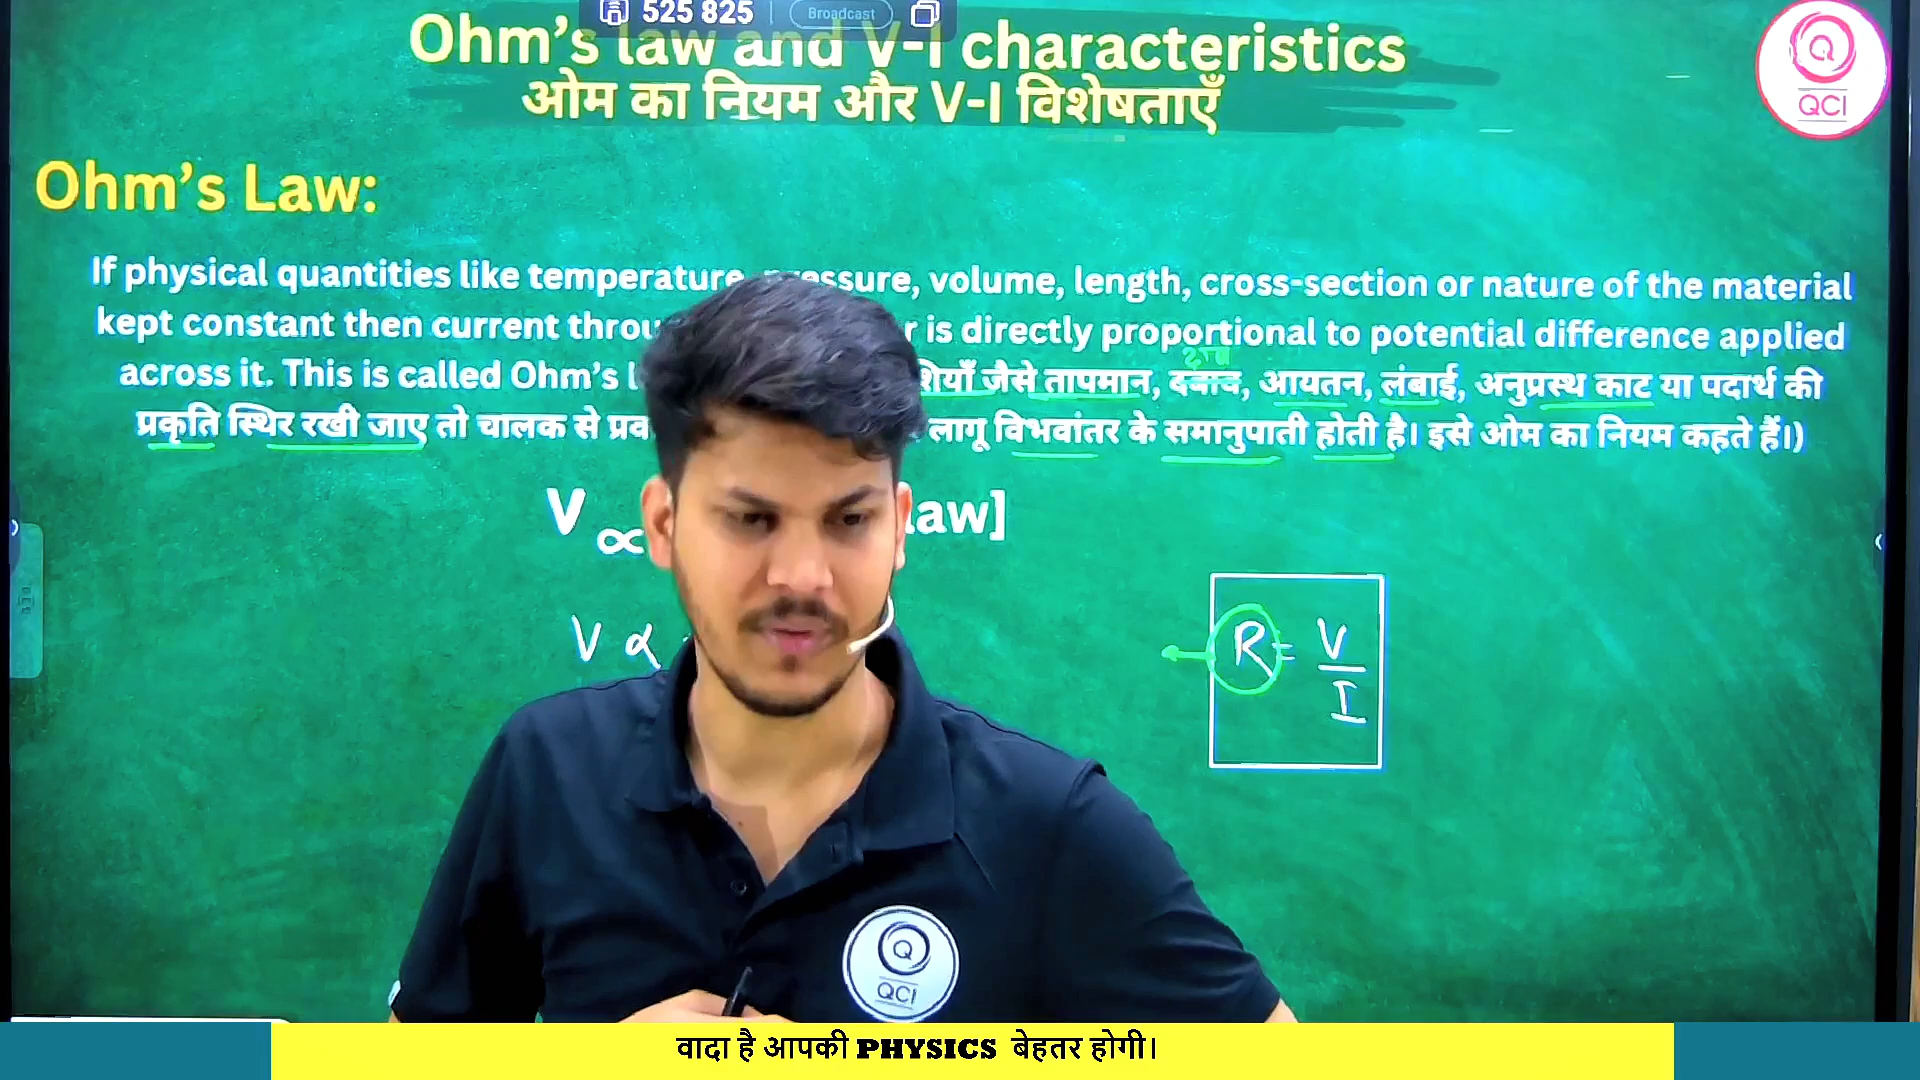 525 825 | Broadcast
Ohm's law and V-I characteristics
ओम का नियम और V-I विशेषताएँ
QCI
Ohm's Law:
If physical quantities like temperature, pressure, volume, length, cross-section or nature of the material
kept constant then current throu r is directly proportional to potential difference applied
across it. This is called Ohm's l शियाँ जैसे तापमान, दबाव, आयतन, लंबाई, अनुप्रस्थ काट या पदार्थ की
दाब
प्रकृति स्थिर रखी जाए तो चालक से प्रव लागू विभवांतर के समानुपाती होती है। इसे ओम का नियम कहते हैं।)
V ∝ law]
V ∝
R = V/I
QCI
वादा है आपकी PHYSICS बेहतर होगी।